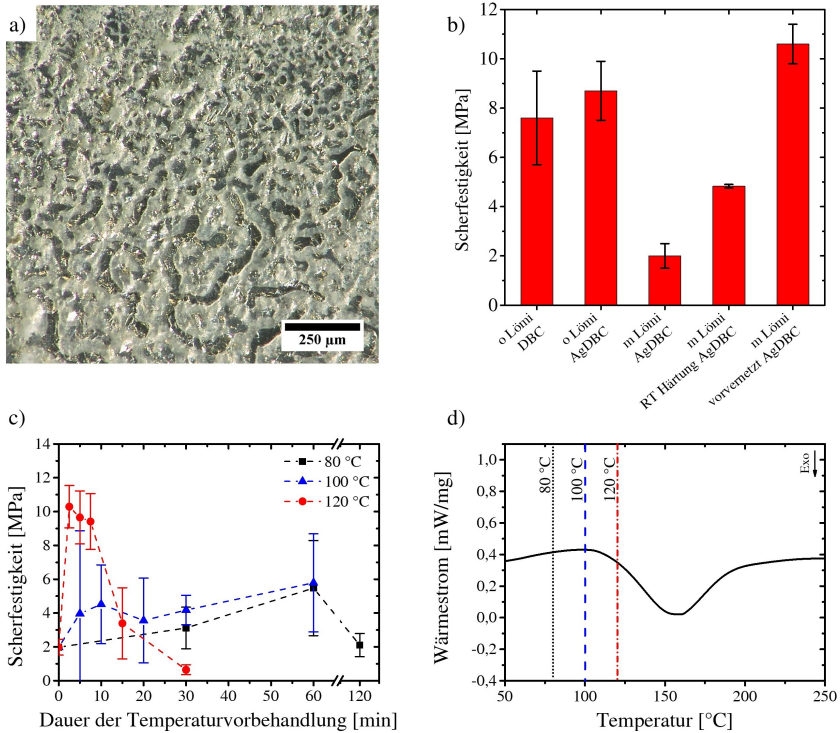 a)
250 µm
b)
Scherfestigkeit [MPa]
12
10
8
6
4
2
0
o Lömi
DBC
o Lömi
AgDBC
m Lömi
AgDBC
m Lömi
RT Härtung AgDBC
m Lömi
vorvernetzt AgDBC
c)
Scherfestigkeit [MPa]
14
12
10
8
6
4
2
0
80 °C
100 °C
120 °C
0
10
20
30
40
50
60
120
Dauer der Temperaturvorbehandlung [min]
d)
Wärmestrom [mW/mg]
1,0
0,8
0,6
0,4
0,2
0,0
-0,2
-0,4
80 °C
100 °C
120 °C
Exo
50
100
150
200
250
Temperatur [°C]